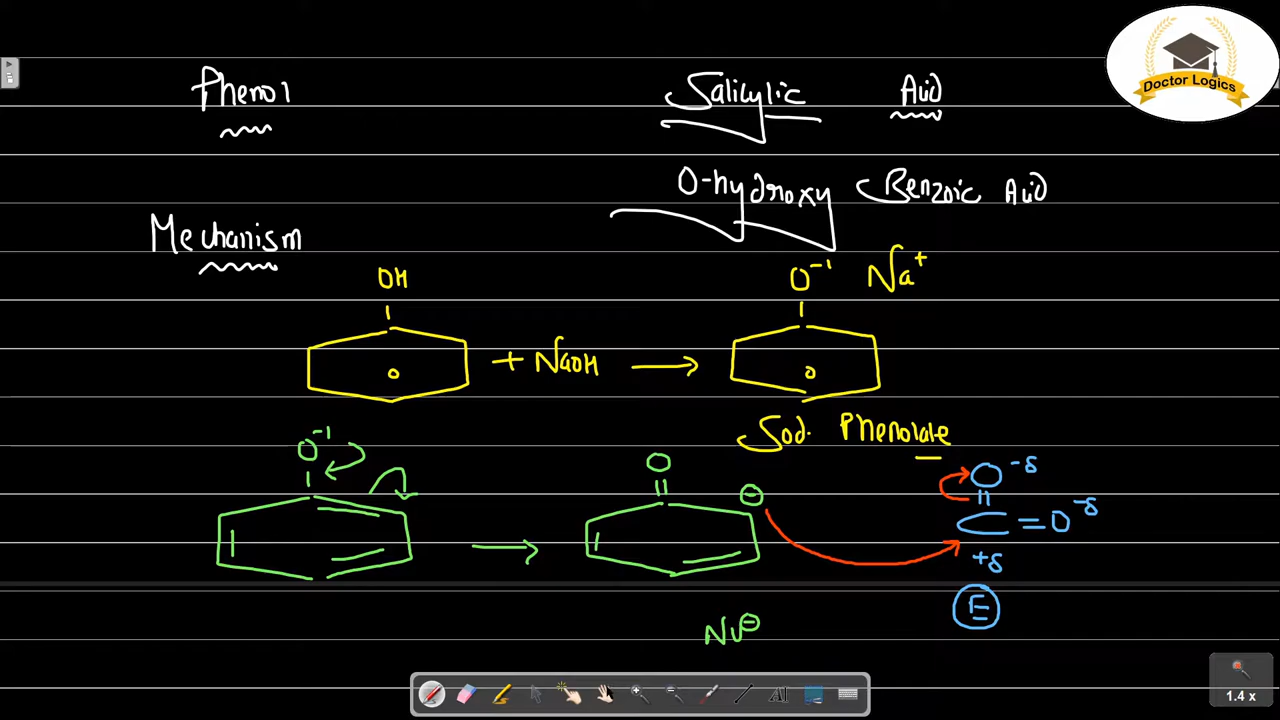 Doctor Logics
Phenol Salicylic Acid
O-hydroxy Benzoic Acid
Mechanism
OH O⁻¹ Na⁺
+ NaOH →
Sod. Phenolate
O⁻¹ O ⊖ O⁻δ
C = O⁻δ
+δ
E
Nu⊖
1.4 x